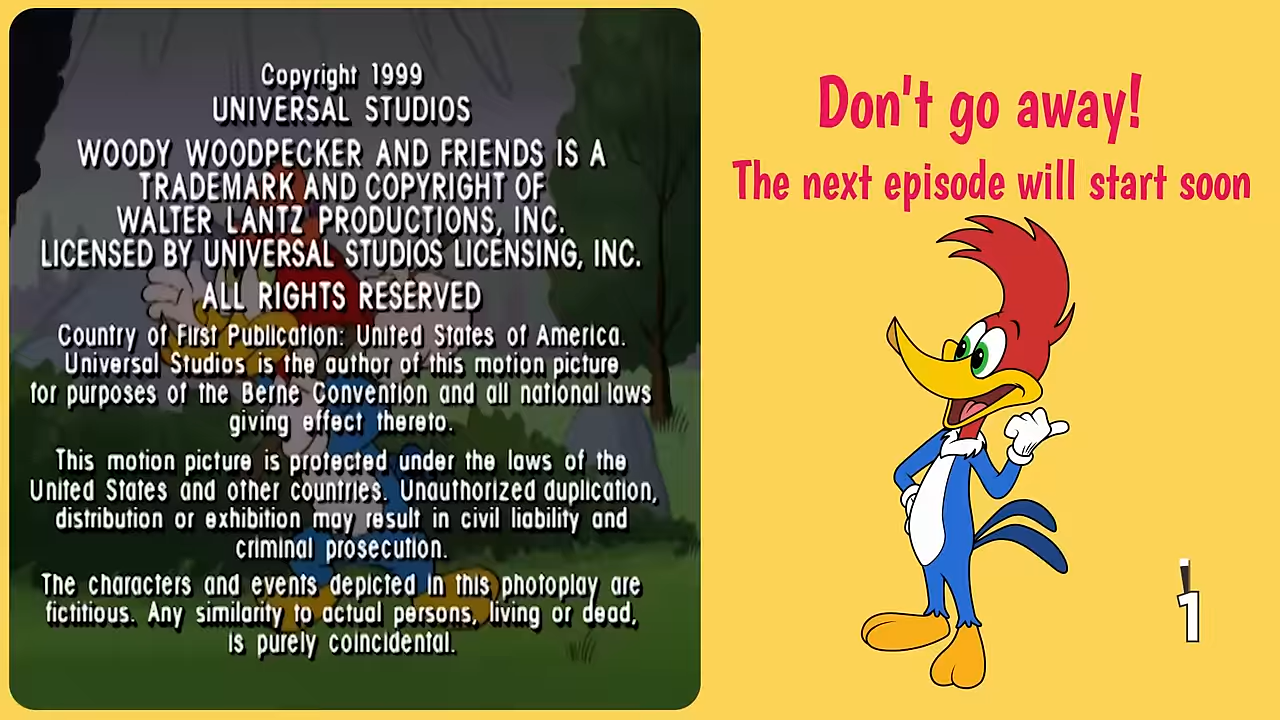 Copyright 1999
UNIVERSAL STUDIOS
WOODY WOODPECKER AND FRIENDS IS A
TRADEMARK AND COPYRIGHT OF
WALTER LANTZ PRODUCTIONS, INC.
LICENSED BY UNIVERSAL STUDIOS LICENSING, INC.
ALL RIGHTS RESERVED
Country of First Publication: United States of America.
Universal Studios is the author of this motion picture
for purposes of the Berne Convention and all national laws
giving effect thereto.
This motion picture is protected under the laws of the
United States and other countries. Unauthorized duplication,
distribution or exhibition may result in civil liability and
criminal prosecution.
The characters and events depicted in this photoplay are
fictitious. Any similarity to actual persons, living or dead,
is purely coincidental.
Don't go away!
The next episode will start soon
1